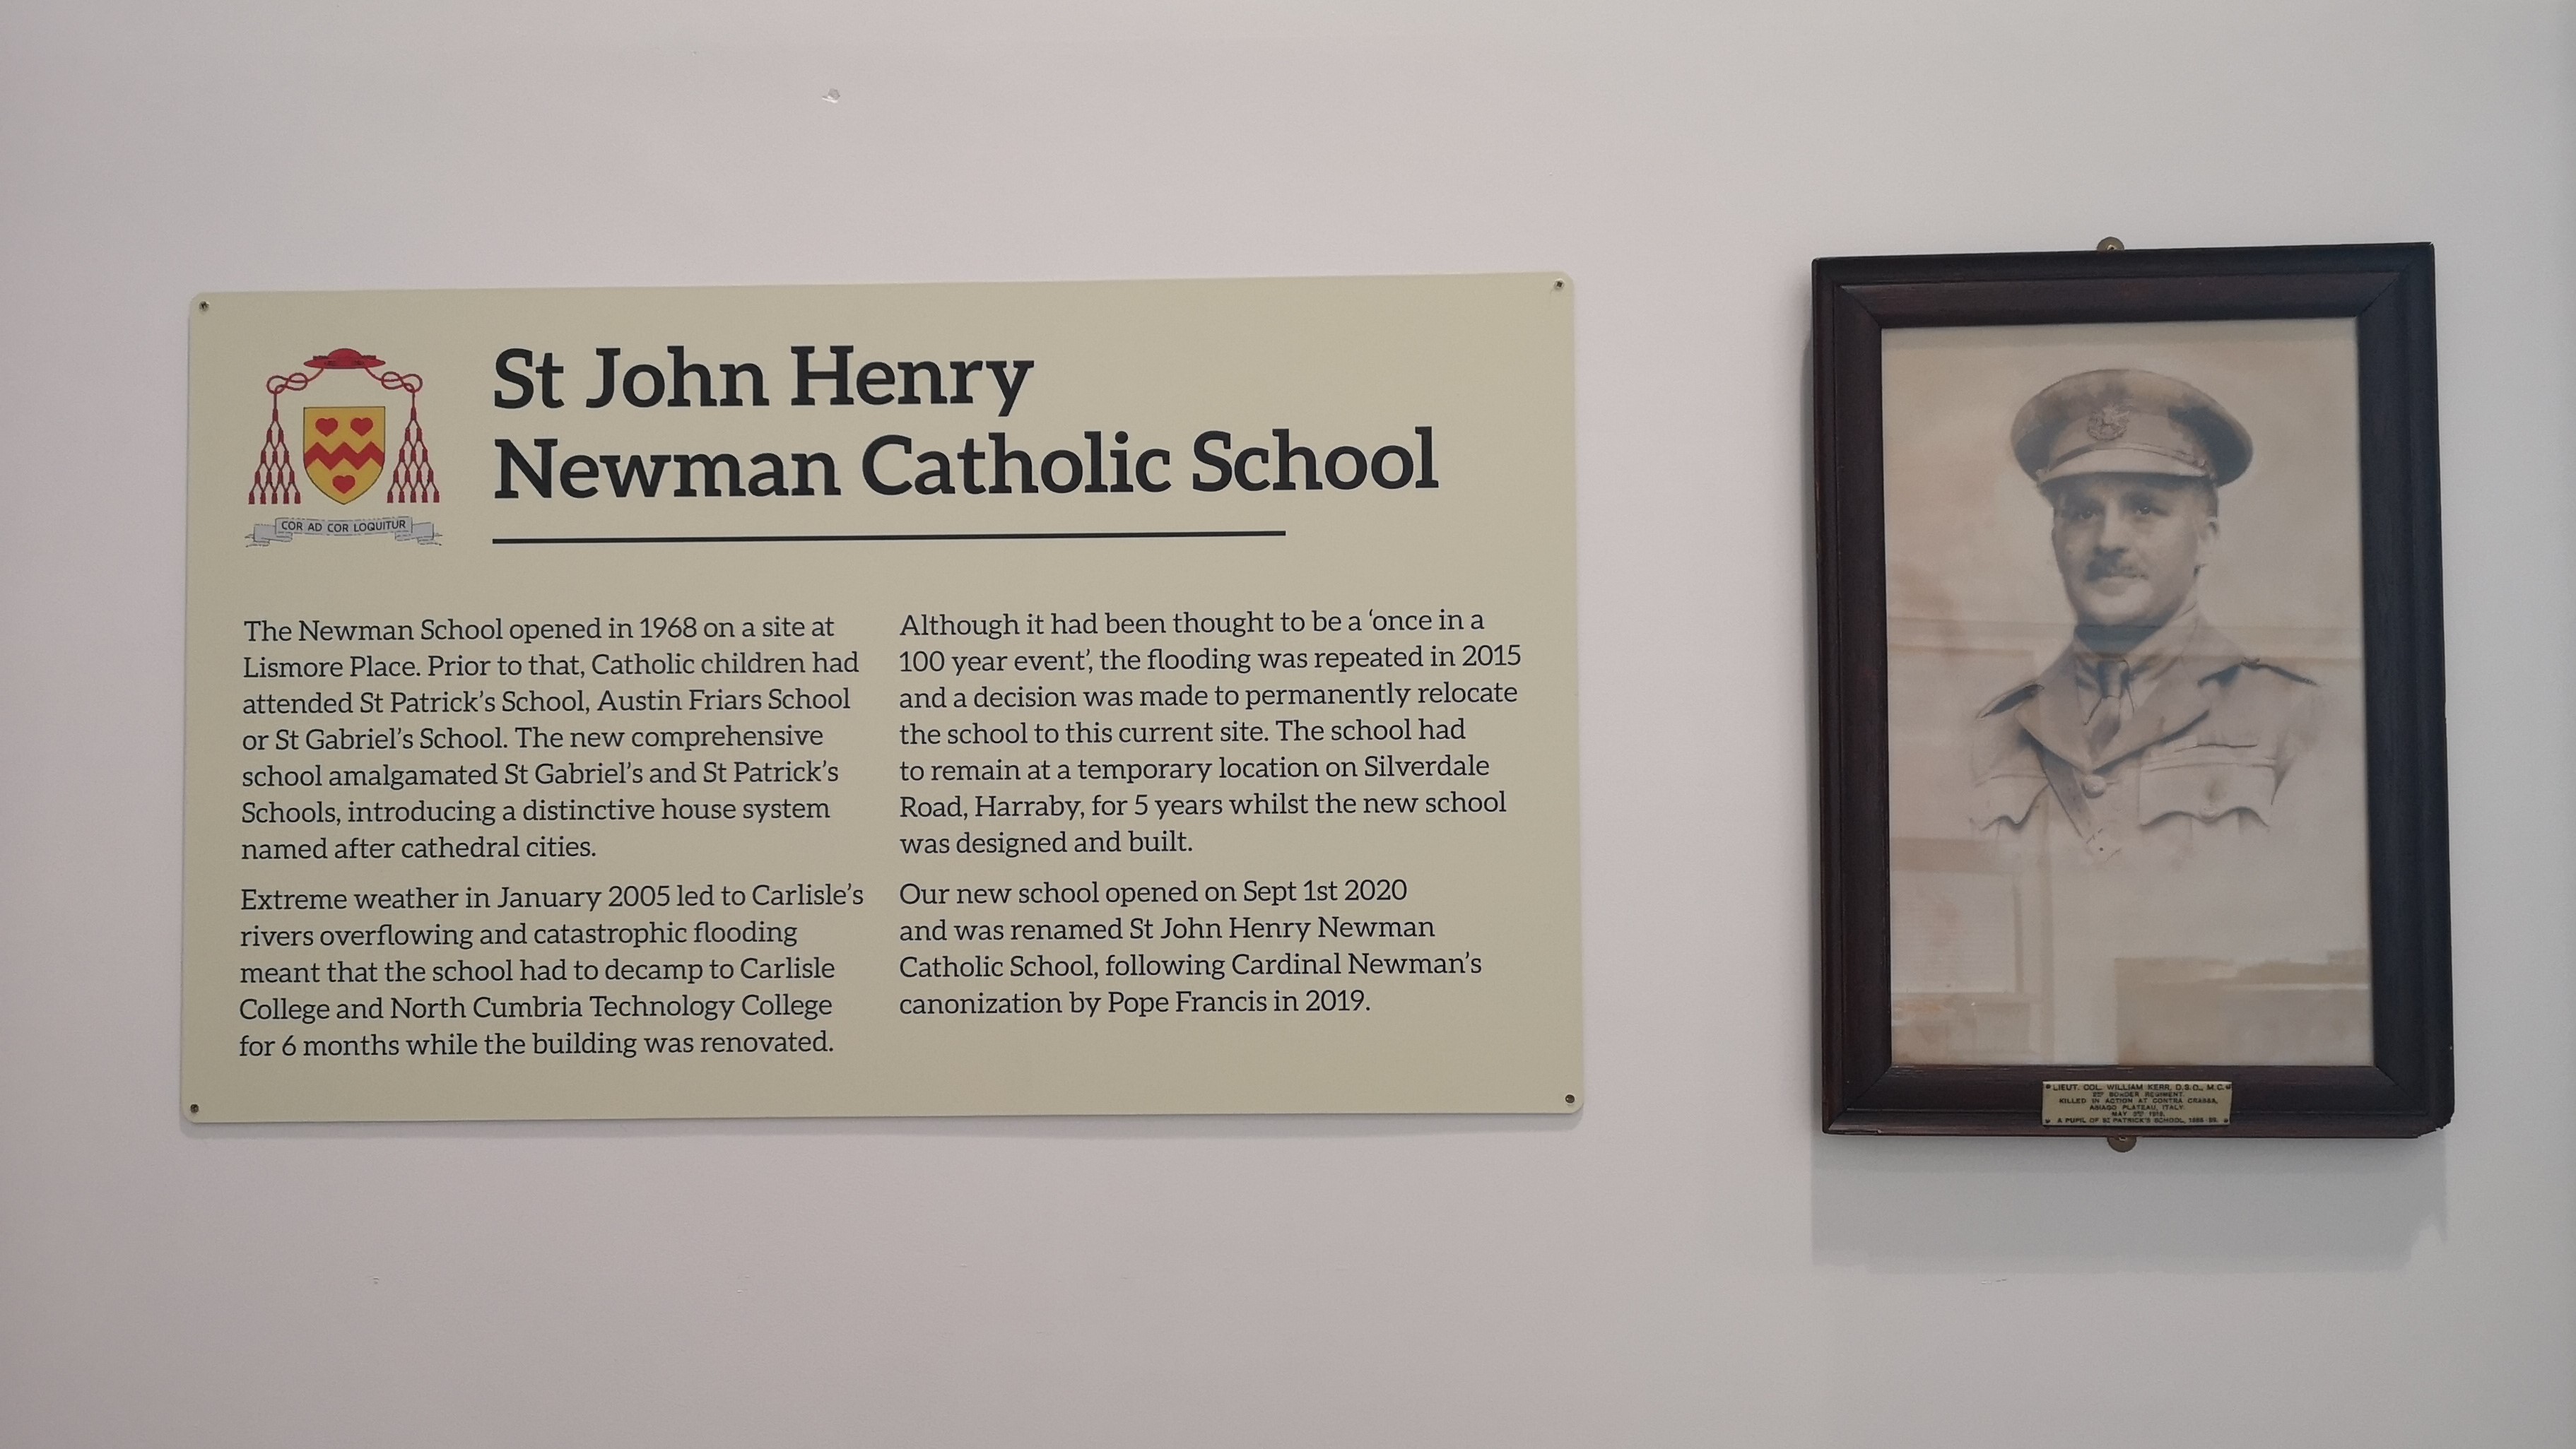 St John Henry
Newman Catholic School
COR AD COR LOQUITUR
The Newman School opened in 1968 on a site at
Lismore Place. Prior to that, Catholic children had
attended St Patrick's School, Austin Friars School
or St Gabriel's School. The new comprehensive
school amalgamated St Gabriel's and St Patrick's
Schools, introducing a distinctive house system
named after cathedral cities.
Extreme weather in January 2005 led to Carlisle's
rivers overflowing and catastrophic flooding
meant that the school had to decamp to Carlisle
College and North Cumbria Technology College
for 6 months while the building was renovated.
Although it had been thought to be a 'once in a
100 year event', the flooding was repeated in 2015
and a decision was made to permanently relocate
the school to this current site. The school had
to remain at a temporary location on Silverdale
Road, Harraby, for 5 years whilst the new school
was designed and built.
Our new school opened on Sept 1st 2020
and was renamed St John Henry Newman
Catholic School, following Cardinal Newman's
canonization by Pope Francis in 2019.
LIEUT. COL. WILLIAM KERR, D.S.O., M.C.
2ND BORDER REGIMENT.
KILLED IN ACTION AT CONTRA
ASIAGO PLATEAU, ITALY.
MAY
A PUPIL OF ST PATRICK'S SCHOOL,